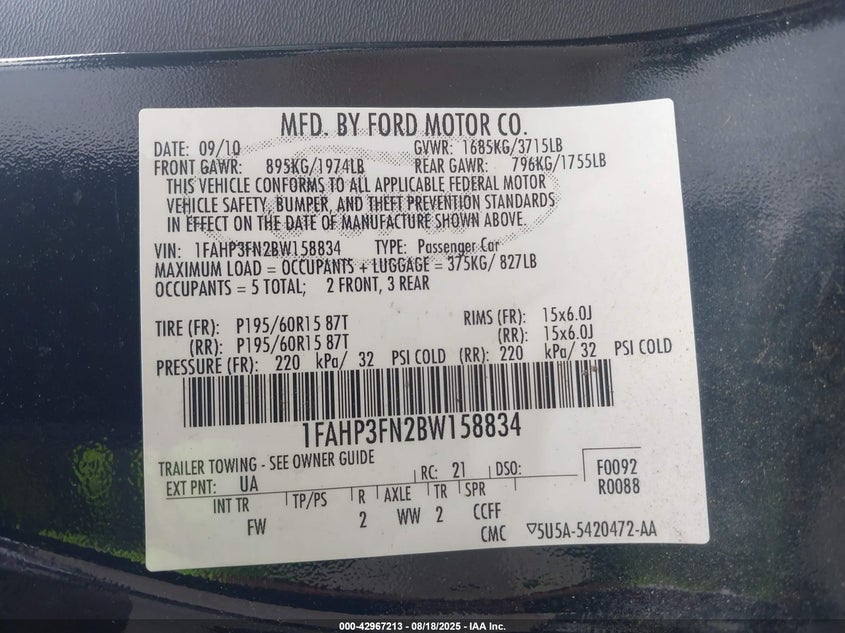 MFD. BY FORD MOTOR CO.
DATE: 09/10 GVWR: 1685KG/3715LB
FRONT GAWR: 895KG/1974LB REAR GAWR: 796KG/1755LB
THIS VEHICLE CONFORMS TO ALL APPLICABLE FEDERAL MOTOR
VEHICLE SAFETY, BUMPER, AND THEFT PREVENTION STANDARDS
IN EFFECT ON THE DATE OF MANUFACTURE SHOWN ABOVE.
VIN: 1FAHP3FN2BW158834 TYPE: Passenger Car
MAXIMUM LOAD = OCCUPANTS + LUGGAGE = 375KG/ 827LB
OCCUPANTS = 5 TOTAL; 2 FRONT, 3 REAR
TIRE (FR): P195/60R15 87T RIMS (FR): 15x6.0J
(RR): P195/60R15 87T (RR): 15x6.0J
PRESSURE (FR): 220 kPa/ 32 PSI COLD (RR): 220 kPa/ 32 PSI COLD
1FAHP3FN2BW158834
TRAILER TOWING - SEE OWNER GUIDE
EXT PNT: UA RC: 21 DSO: F0092
R0088
INT TR TP/PS R AXLE TR SPR
FW 2 WW 2 CCFF
CMC ▽5U5A-5420472-AA
000-42967213 - 08/18/2025 - IAA Inc.